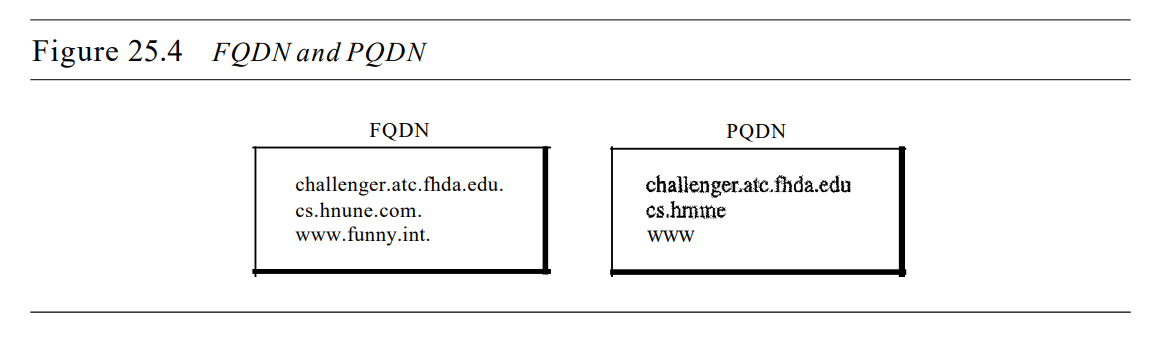 Figure 25.4 FQDN and PQDN
FQDN
challenger.atc.fhda.edu.
cs.hnune.com.
www.funny.int.
PQDN
challenger.atc.fhda.edu
cs.hmme
www